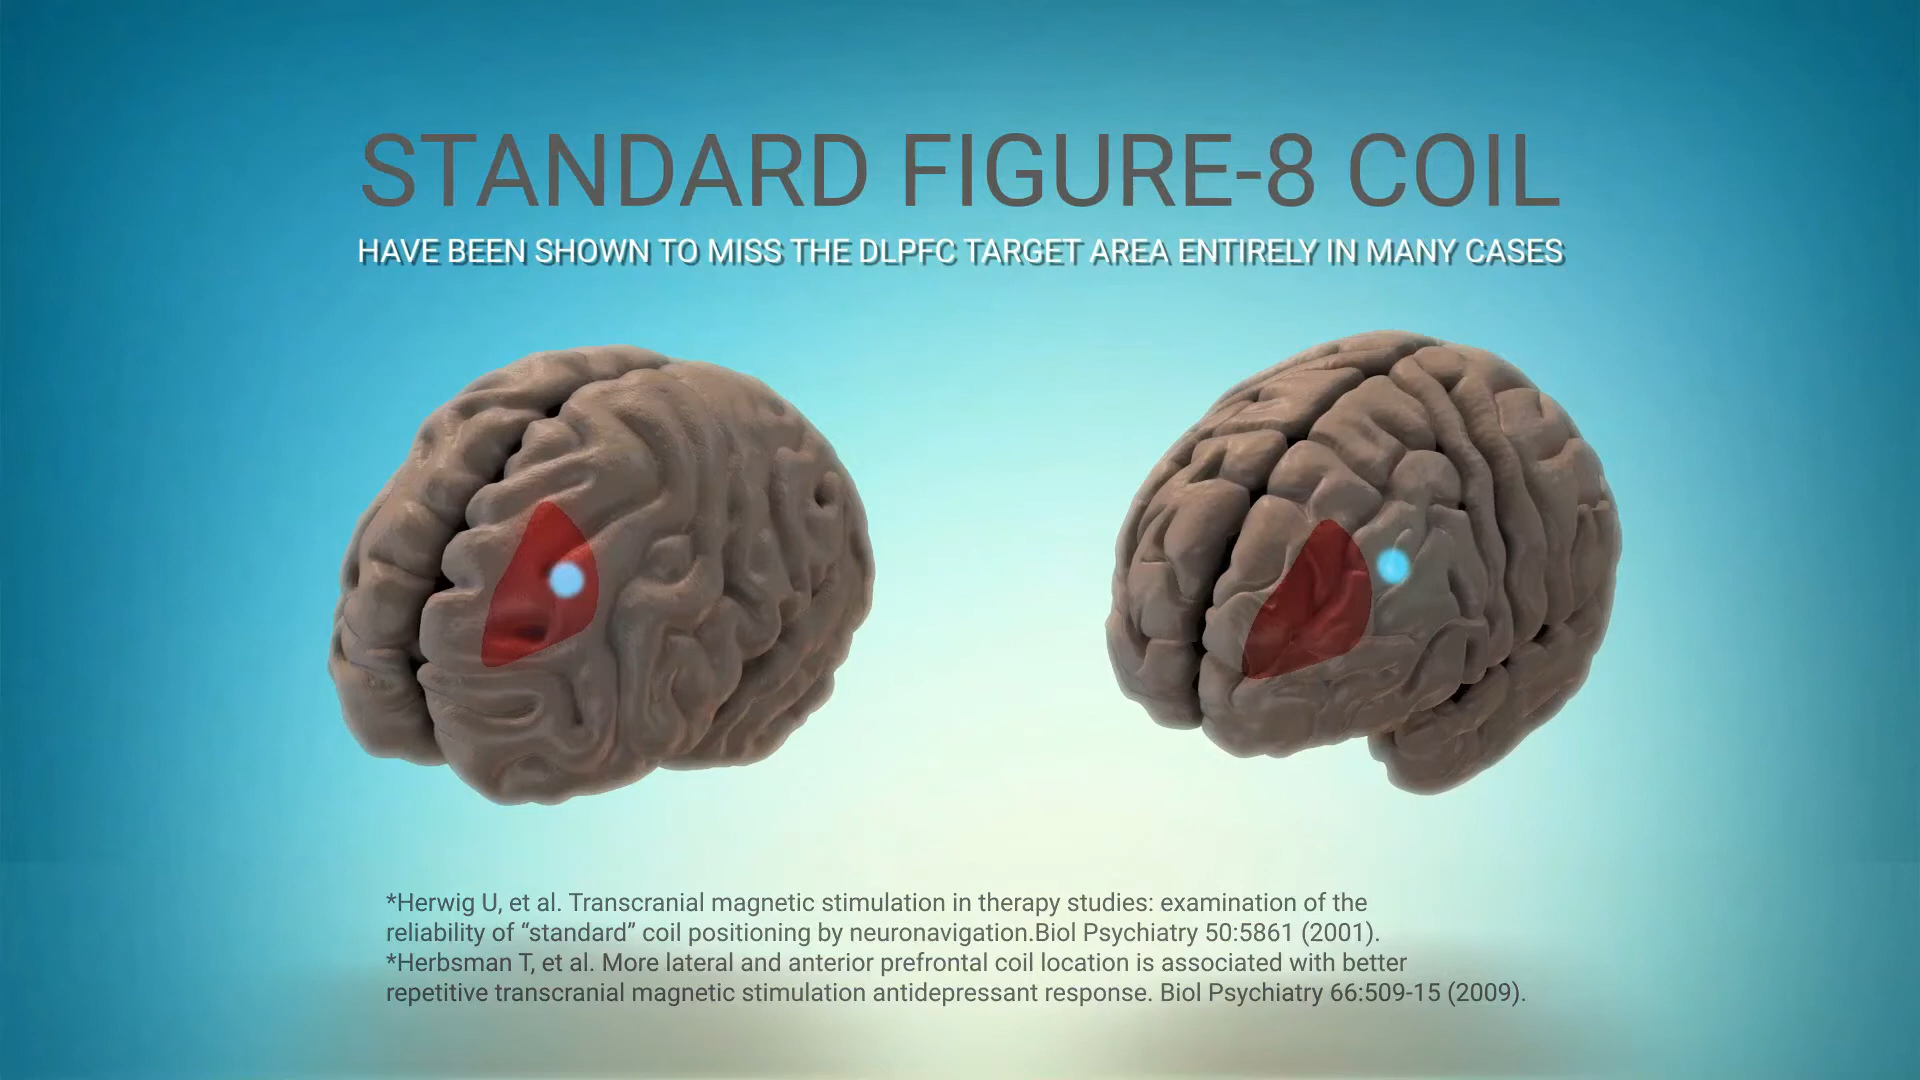 STANDARD FIGURE-8 COIL
HAVE BEEN SHOWN TO MISS THE DLPFC TARGET AREA ENTIRELY IN MANY CASES
*Herwig U, et al. Transcranial magnetic stimulation in therapy studies: examination of the
reliability of “standard” coil positioning by neuronavigation.Biol Psychiatry 50:5861 (2001).
*Herbsman T, et al. More lateral and anterior prefrontal coil location is associated with better
repetitive transcranial magnetic stimulation antidepressant response. Biol Psychiatry 66:509-15 (2009).